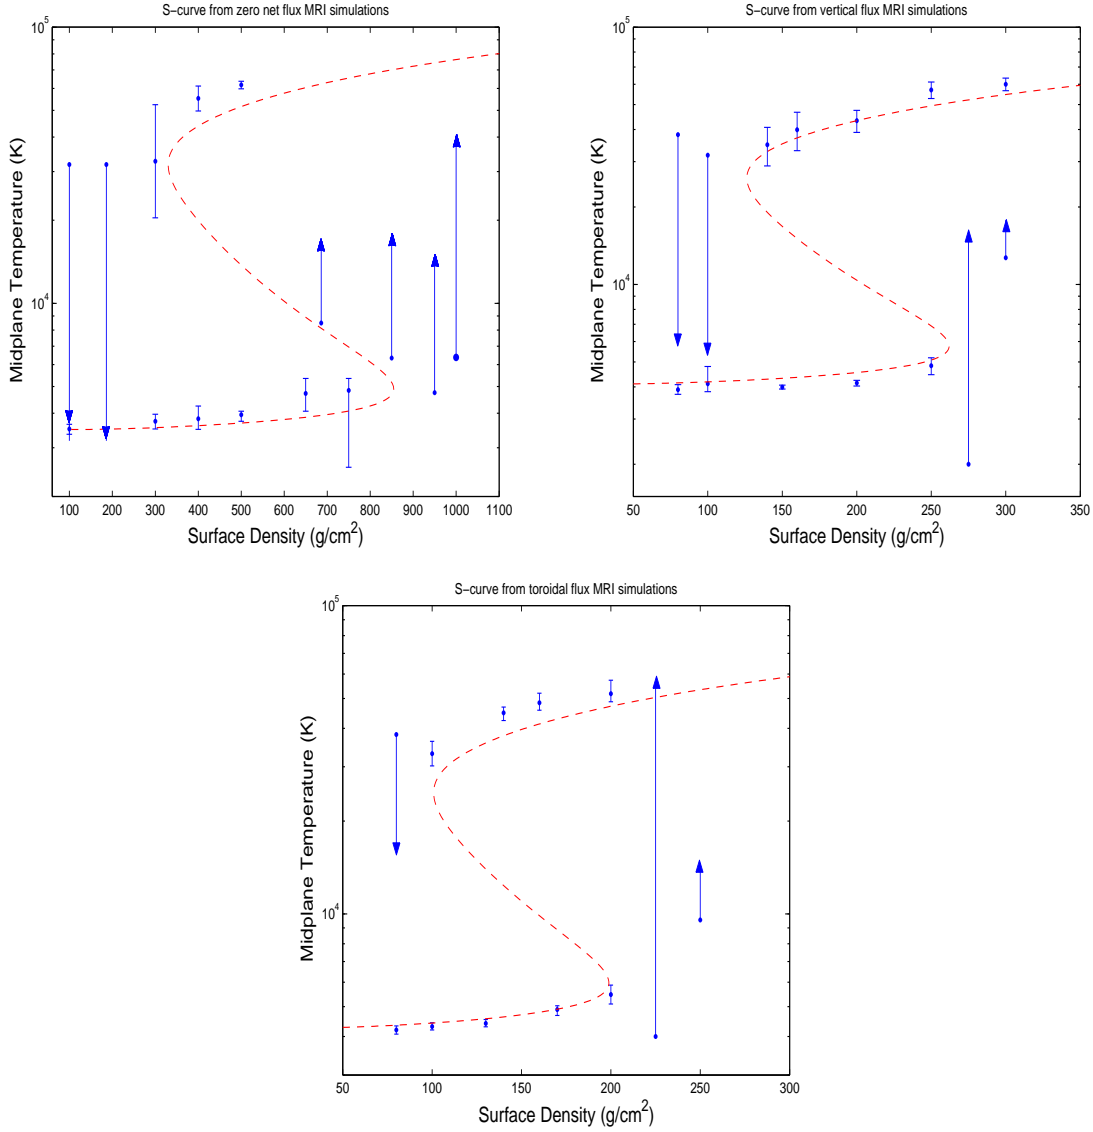 S−curve from zero net flux MRI simulations
10^5
10^4
Midplane Temperature (K)
100 200 300 400 500 600 700 800 900 1000 1100
Surface Density (g/cm^2)
S−curve from vertical flux MRI simulations
10^5
10^4
10^3
Midplane Temperature (K)
50 100 150 200 250 300 350
Surface Density (g/cm^2)
S−curve from toroidal flux MRI simulations
10^5
10^4
Midplane Temperature (K)
50 100 150 200 250 300
Surface Density (g/cm^2)